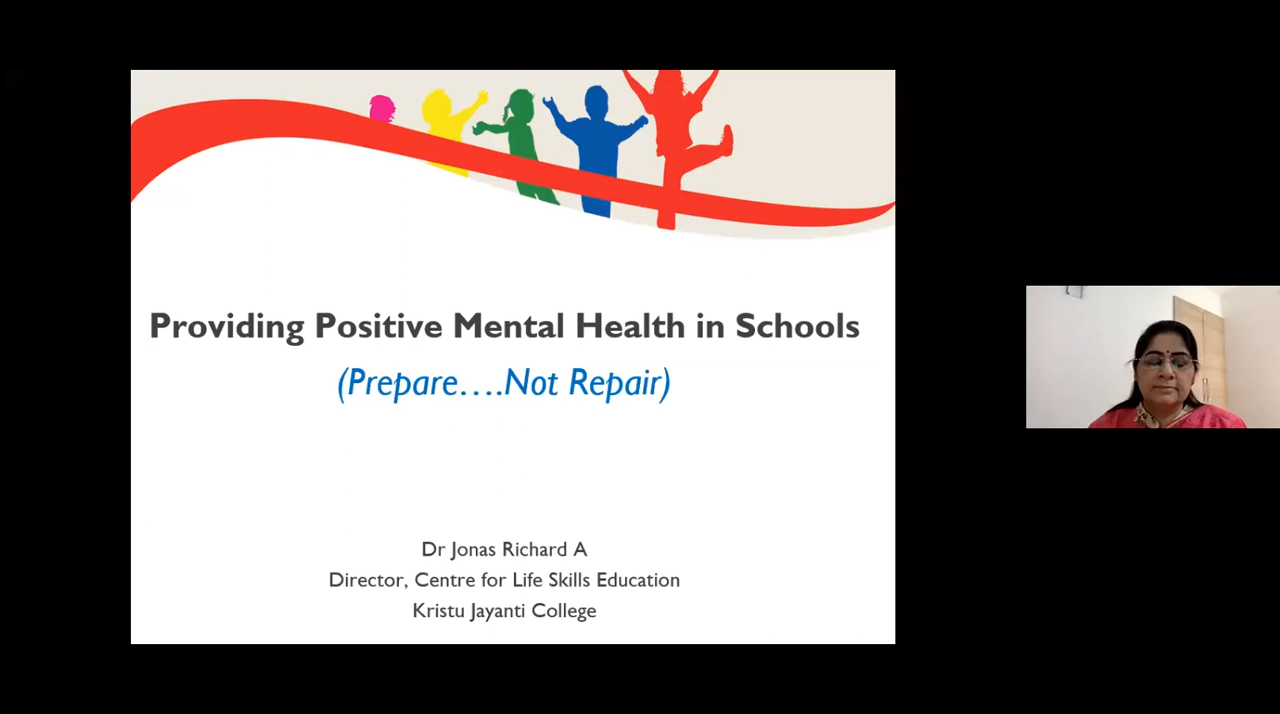 Providing Positive Mental Health in Schools
(Prepare....Not Repair)
Dr Jonas Richard A
Director, Centre for Life Skills Education
Kristu Jayanti College